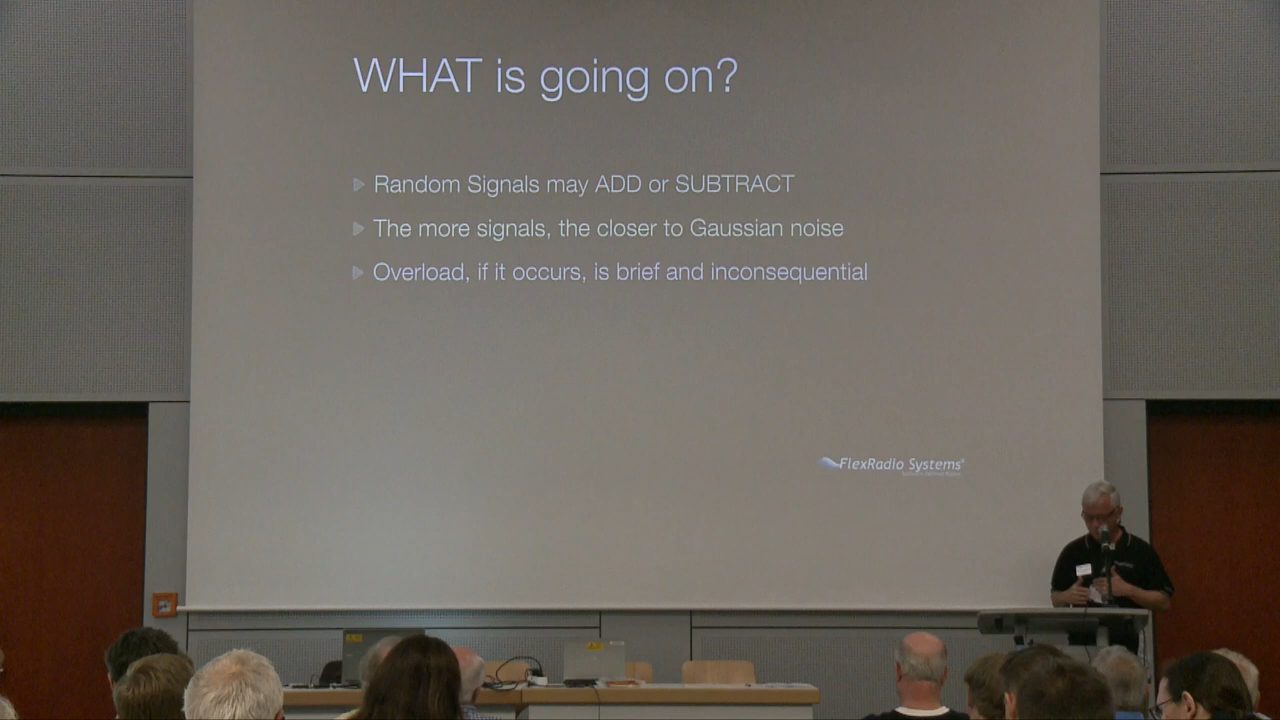 WHAT is going on?
Random Signals may ADD or SUBTRACT
The more signals, the closer to Gaussian noise
Overload, if it occurs, is brief and inconsequential
FlexRadio Systems®